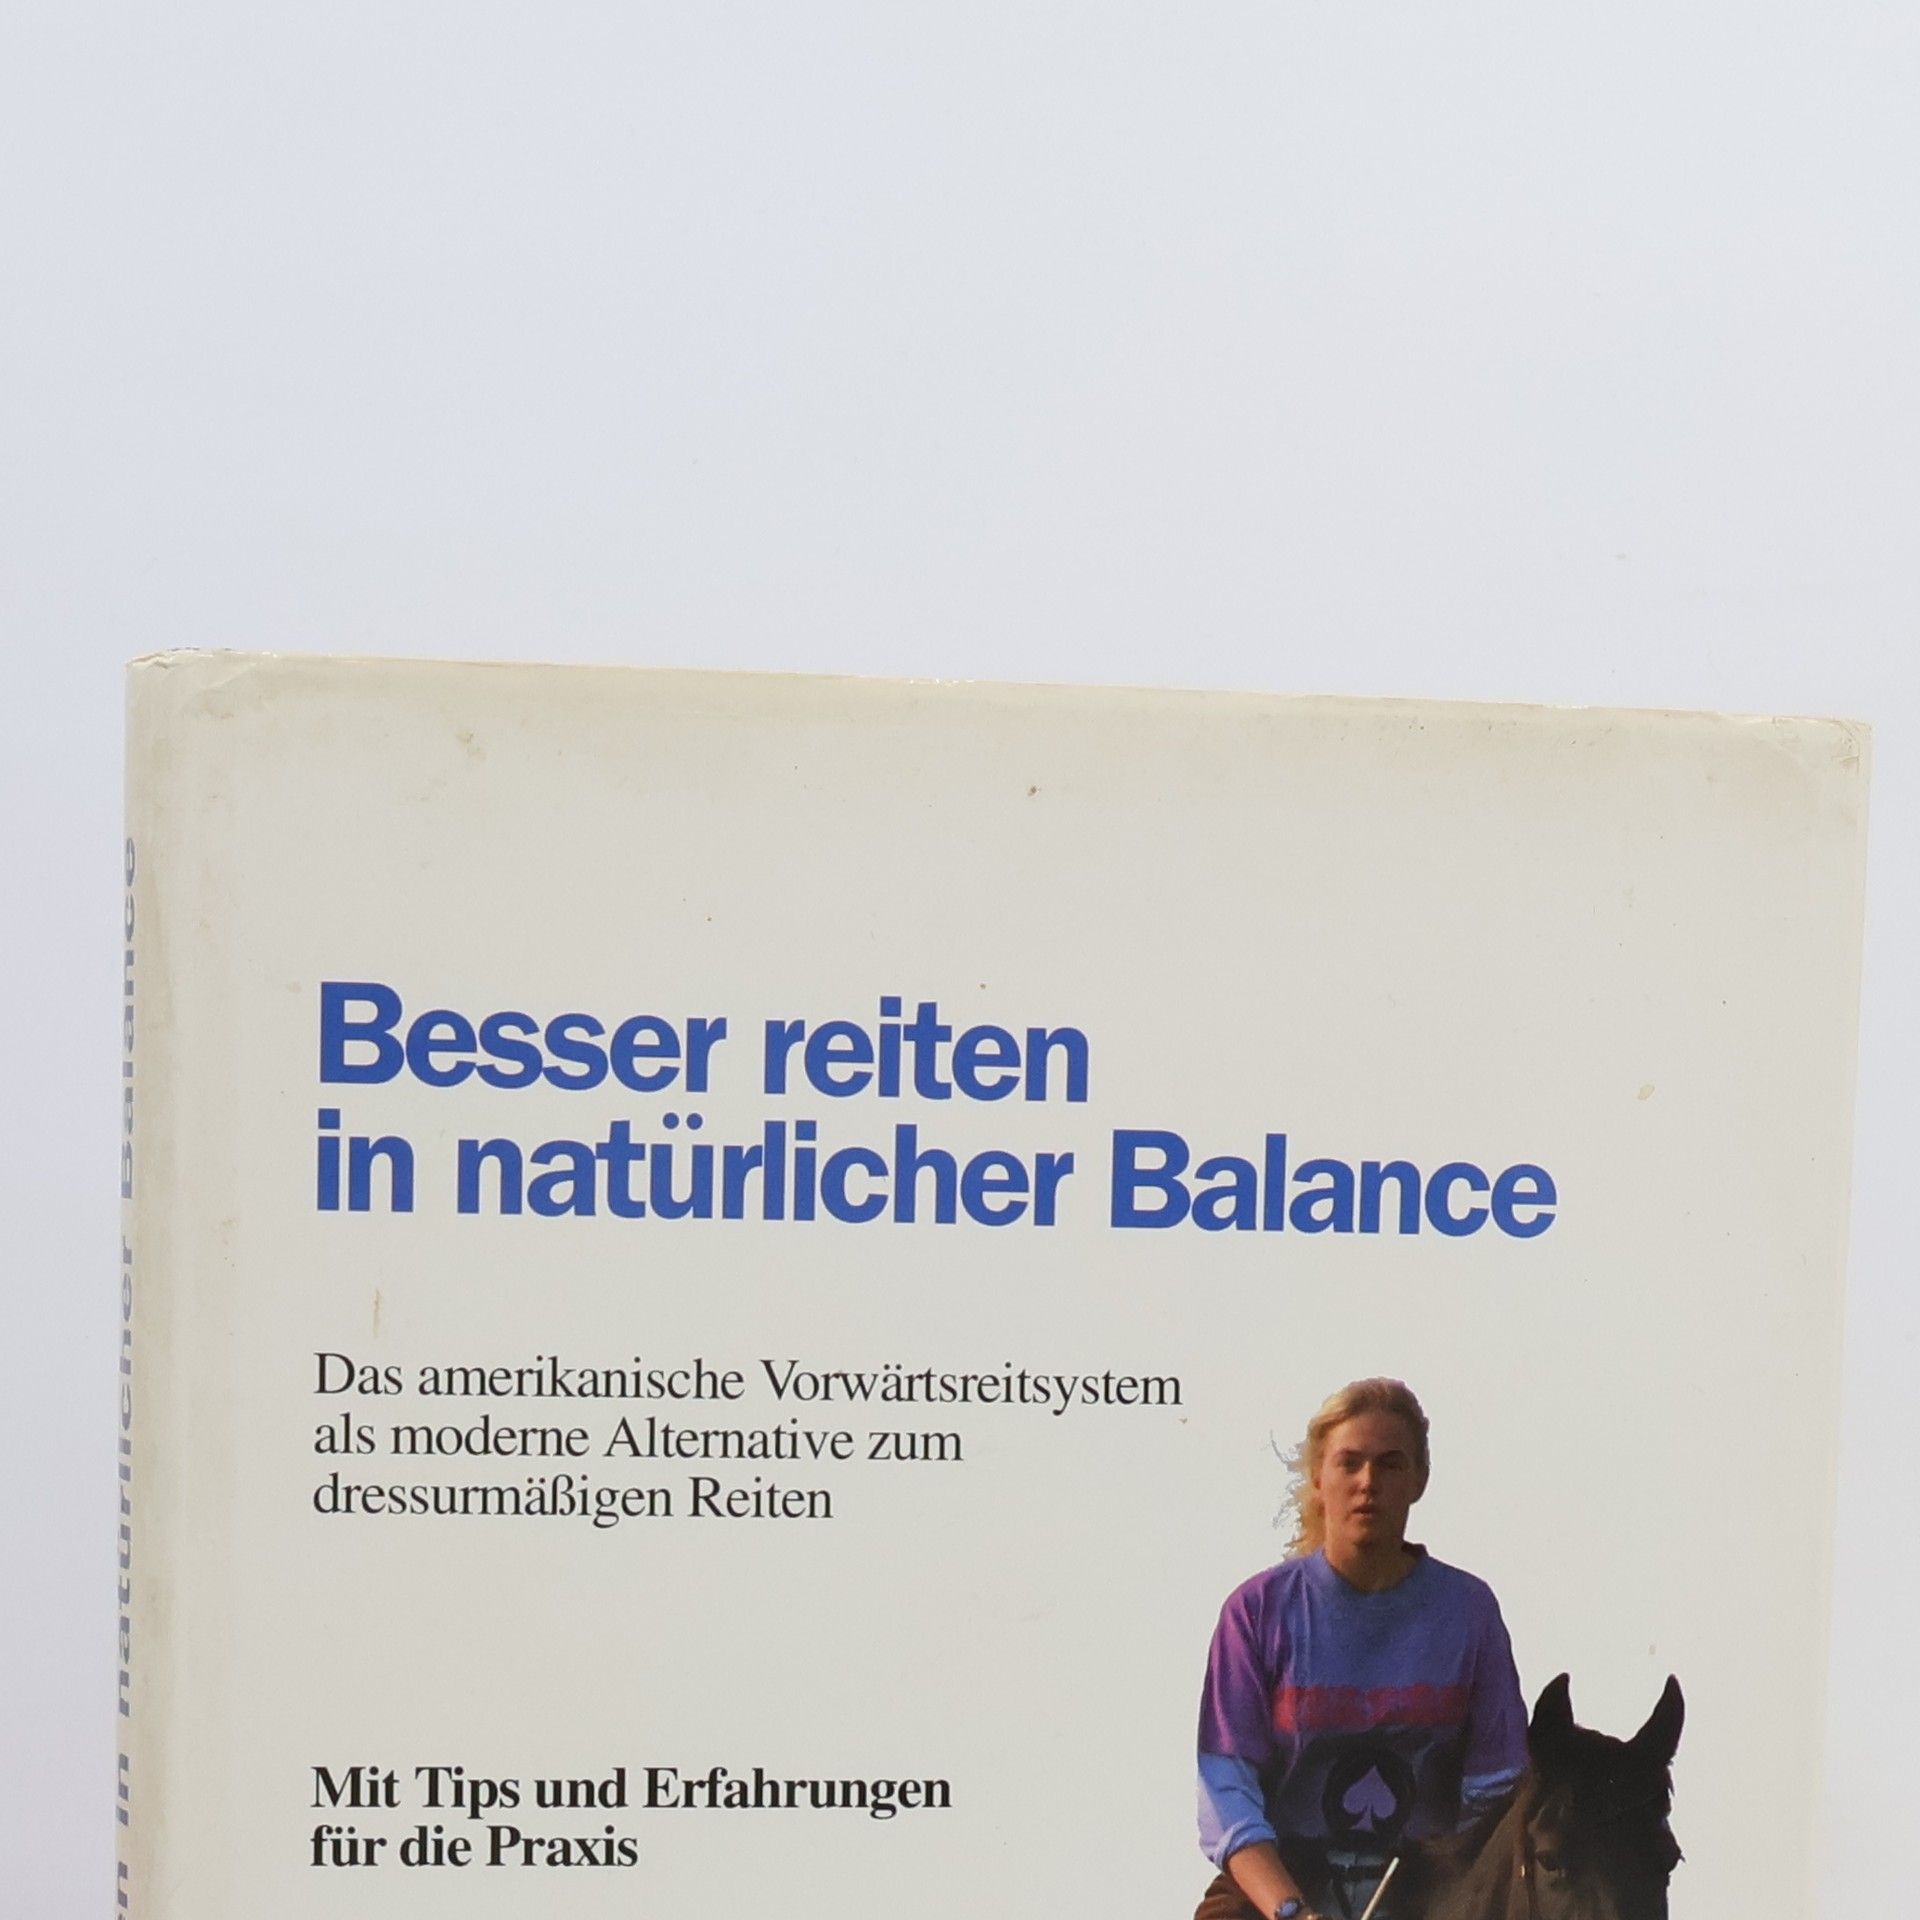 Besser reiten
in natürlicher Balance
Das amerikanische Vorwärtsreitsystem
als moderne Alternative zum
dressurmäßigen Reiten
Mit Tips und Erfahrungen
für die Praxis
in natürlicher Balance